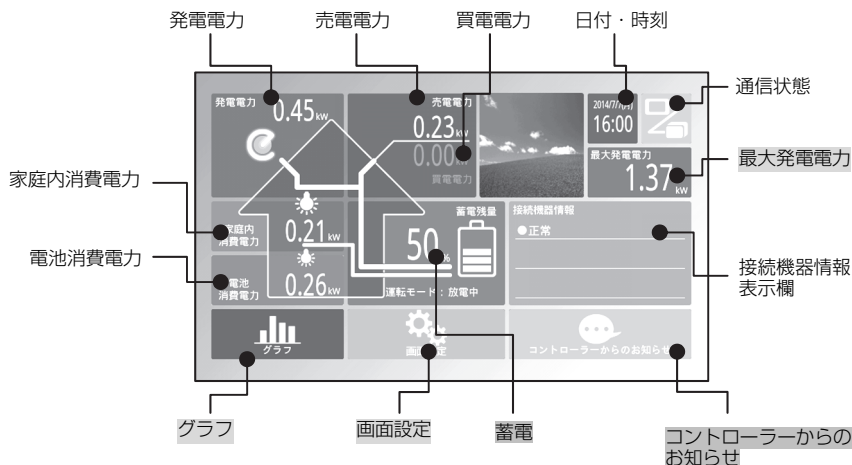 発電電力
売電電力
買電電力
日付・時刻
通信状態
最大発電電力
家庭内消費電力
電池消費電力
接続機器情報
表示欄
発電電力
0.45kw
売電電力
0.23kw
0.00kw
買電電力
2014/7/7(月)
16:00
最大発電電力
1.37kw
家庭内
消費電力
0.21kw
電池
消費電力
0.26kw
蓄電残量
50%
運転モード：放電中
接続機器情報
●正常
グラフ
画面設定
コントローラーからのお知らせ
グラフ
画面設定
蓄電
コントローラーからの
お知らせ